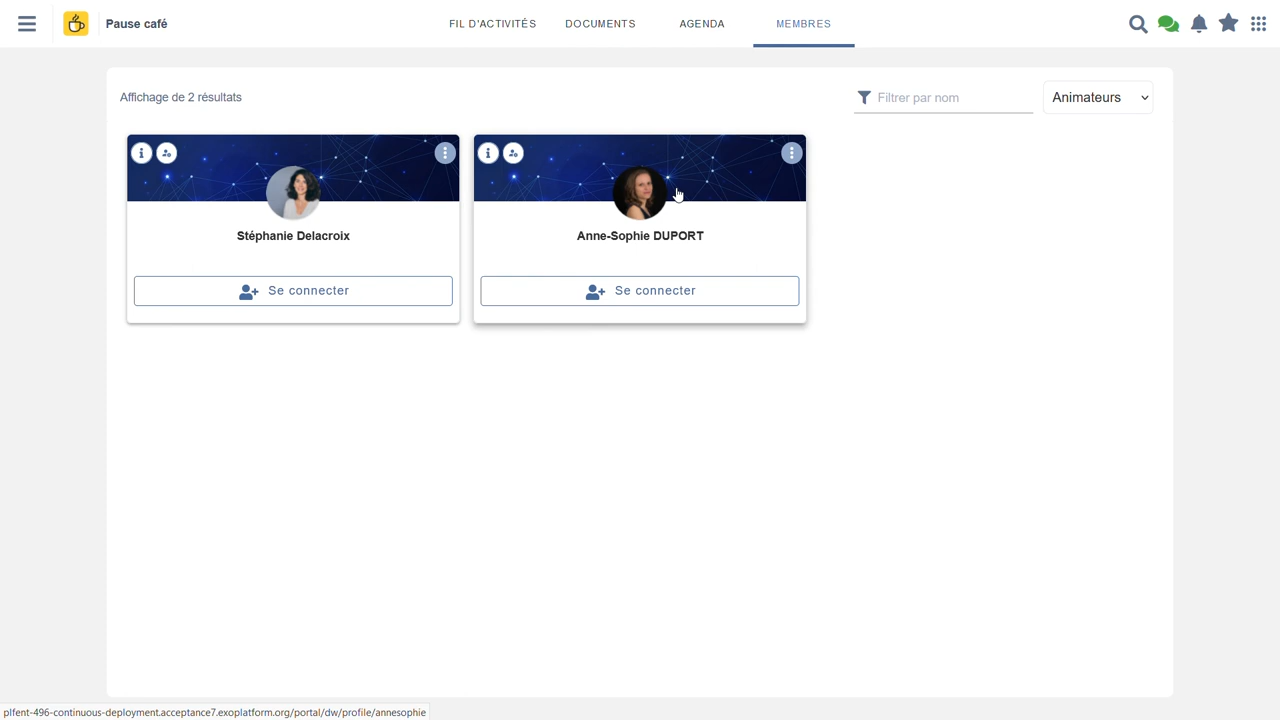 Pause café
FIL D'ACTIVITÉS
DOCUMENTS
AGENDA
MEMBRES
Affichage de 2 résultats
Filtrer par nom
Animateurs
Stéphanie Delacroix
Se connecter
Anne-Sophie DUPORT
Se connecter
plfent-496-continuous-deployment.acceptance7.exoplatform.org/portal/dw/profile/annesophie